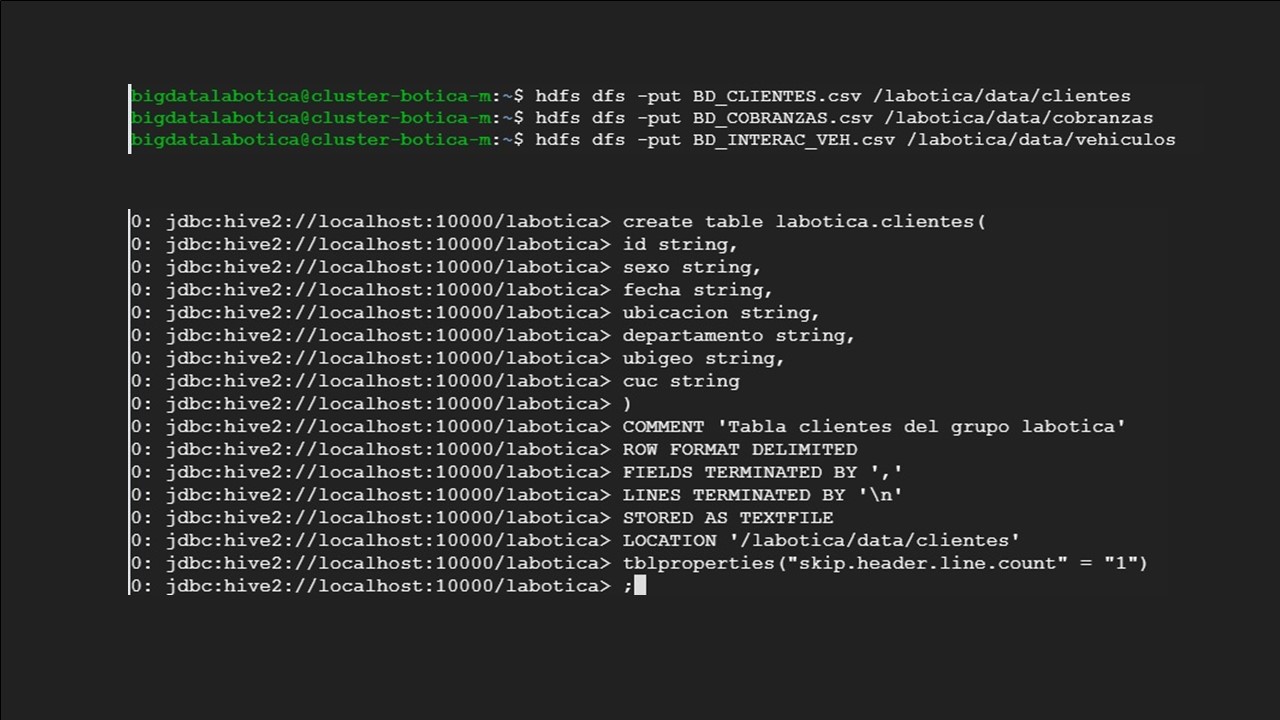 bigdatalabotica@cluster-botica-m:~$ hdfs dfs -put BD_CLIENTES.csv /labotica/data/clientes
bigdatalabotica@cluster-botica-m:~$ hdfs dfs -put BD_COBRANZAS.csv /labotica/data/cobranzas
bigdatalabotica@cluster-botica-m:~$ hdfs dfs -put BD_INTERAC_VEH.csv /labotica/data/vehiculos
0: jdbc:hive2://localhost:10000/labotica> create table labotica.clientes(
0: jdbc:hive2://localhost:10000/labotica> id string,
0: jdbc:hive2://localhost:10000/labotica> sexo string,
0: jdbc:hive2://localhost:10000/labotica> fecha string,
0: jdbc:hive2://localhost:10000/labotica> ubicacion string,
0: jdbc:hive2://localhost:10000/labotica> departamento string,
0: jdbc:hive2://localhost:10000/labotica> ubigeo string,
0: jdbc:hive2://localhost:10000/labotica> cuc string
0: jdbc:hive2://localhost:10000/labotica> )
0: jdbc:hive2://localhost:10000/labotica> COMMENT 'Tabla clientes del grupo labotica'
0: jdbc:hive2://localhost:10000/labotica> ROW FORMAT DELIMITED
0: jdbc:hive2://localhost:10000/labotica> FIELDS TERMINATED BY ','
0: jdbc:hive2://localhost:10000/labotica> LINES TERMINATED BY '\n'
0: jdbc:hive2://localhost:10000/labotica> STORED AS TEXTFILE
0: jdbc:hive2://localhost:10000/labotica> LOCATION '/labotica/data/clientes'
0: jdbc:hive2://localhost:10000/labotica> tblproperties("skip.header.line.count" = "1")
0: jdbc:hive2://localhost:10000/labotica> ;